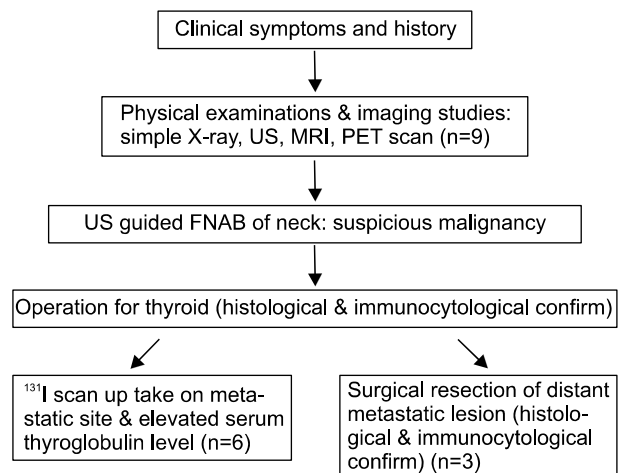 Clinical symptoms and history
Physical examinations & imaging studies:
simple X-ray, US, MRI, PET scan (n=9)
US guided FNAB of neck: suspicious malignancy
Operation for thyroid (histological & immunocytological confirm)
¹³¹I scan up take on meta-
static site & elevated serum
thyroglobulin level (n=6)
Surgical resection of distant
metastatic lesion (histolo-
gical & immunocytological
confirm) (n=3)